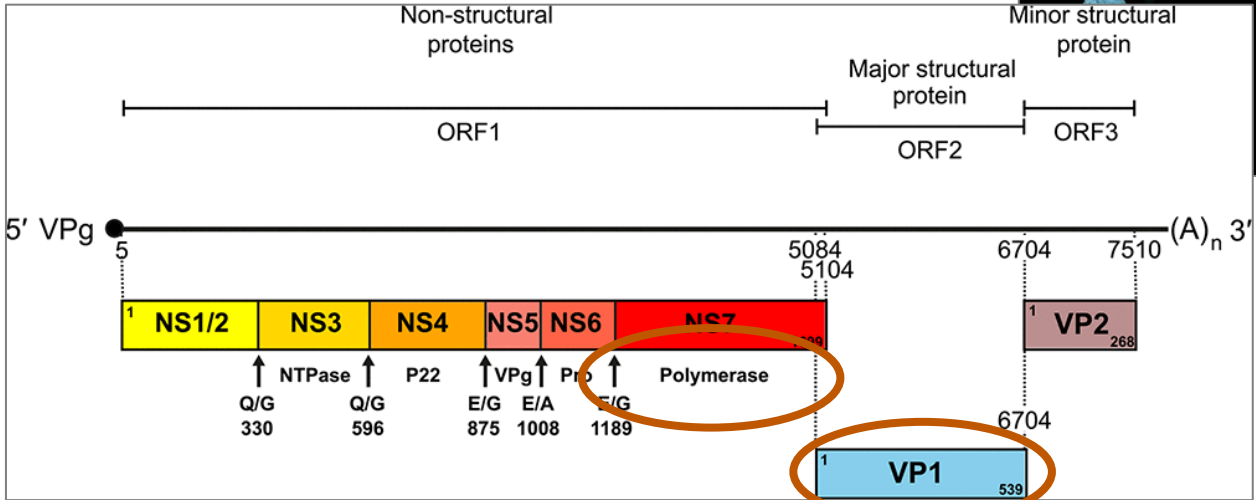 Non-structural
proteins
Minor structural
protein
Major structural
protein
ORF1
ORF2
ORF3
5′ VPg
(A)n 3′
5
5084
5104
6704
7510
1 NS1/2
NS3
NS4
NS5
NS6
NS7
1 VP2 268
NTPase
P22
VPg
Pro
Polymerase
Q/G
330
Q/G
596
E/G
875
E/A
1008
E/G
1189
6704
1 VP1 539